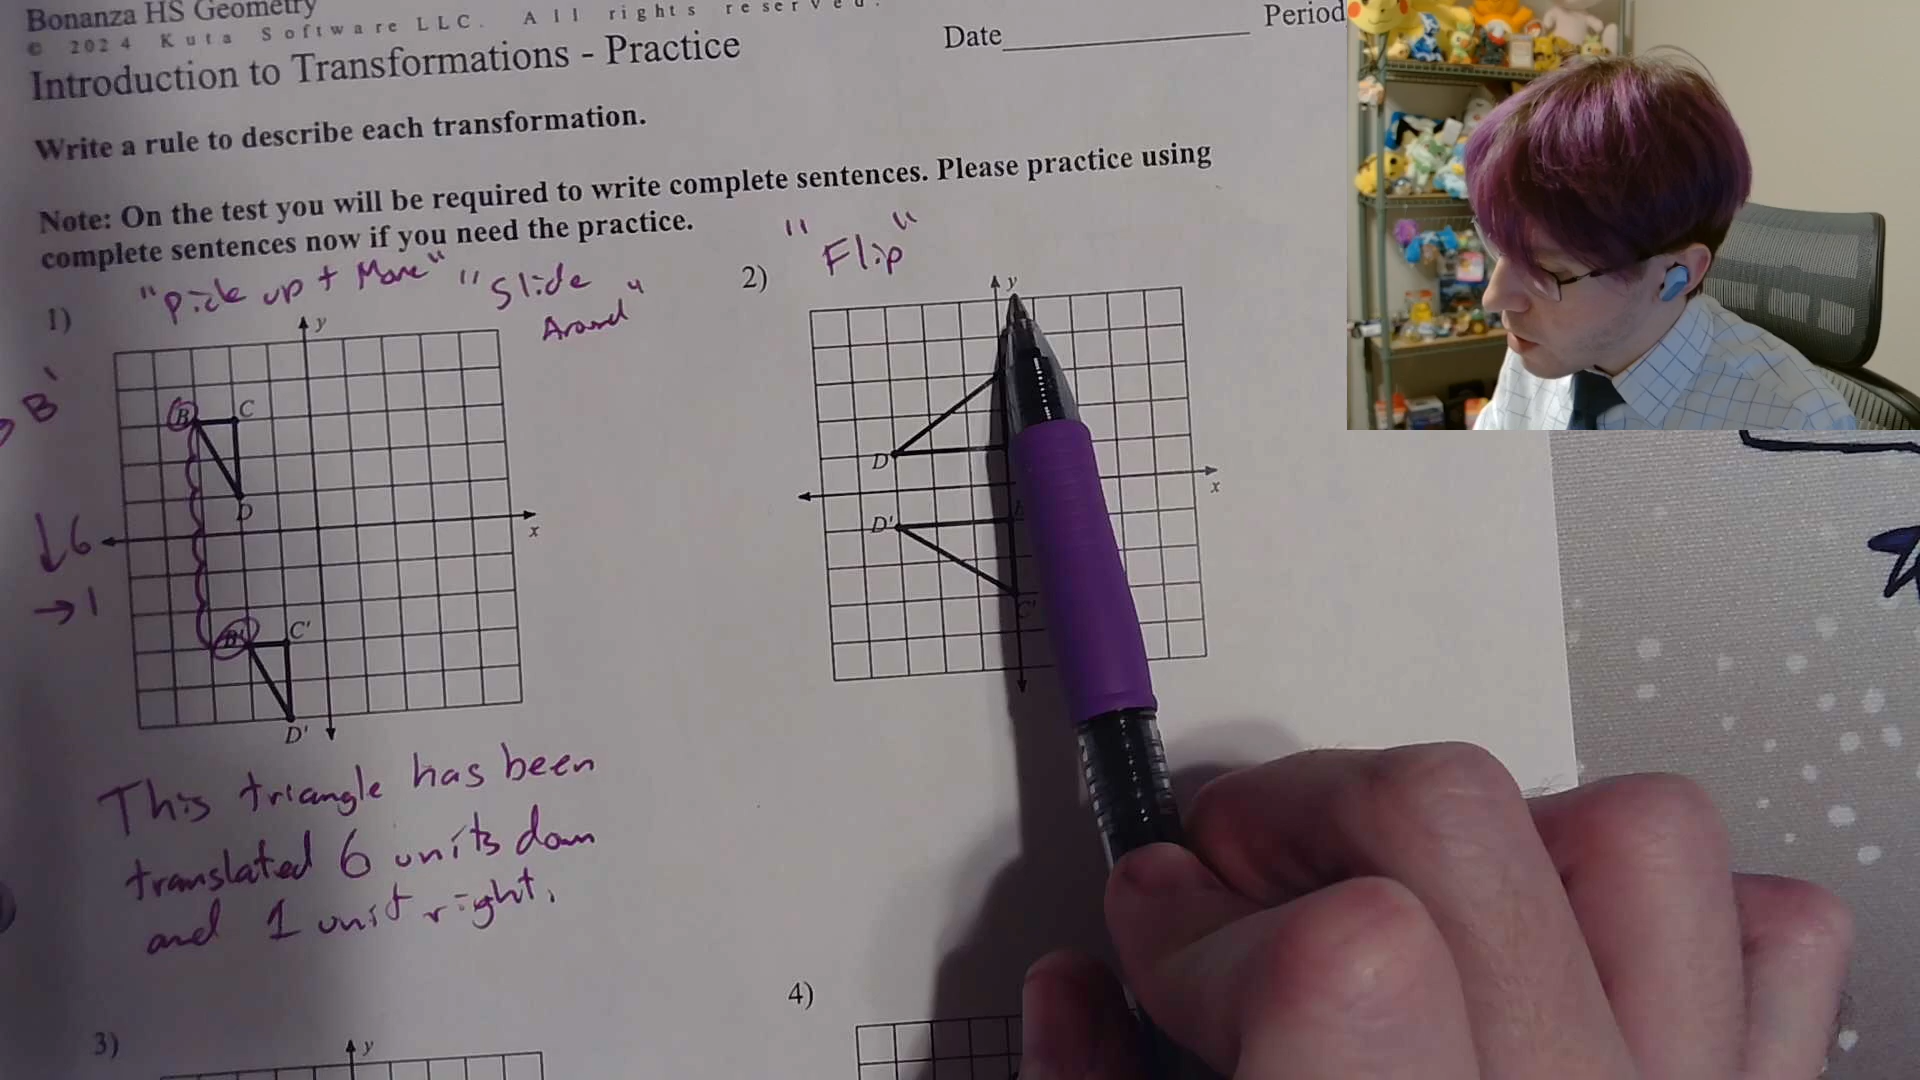 Bonanza HS Geometry
© 2024 Kuta Software LLC. All rights reserved.
Introduction to Transformations - Practice
Date
Period
Write a rule to describe each transformation.
Note: On the test you will be required to write complete sentences. Please practice using
complete sentences now if you need the practice.
1)
"Pick up + Move" "Slide
Around"
y
B'
B
C
D
x
↓6
→1
B'
C'
D'
This triangle has been
translated 6 units down
and 1 unit right.
2)
"Flip"
y
D
x
D'
C'
3)
y
4)